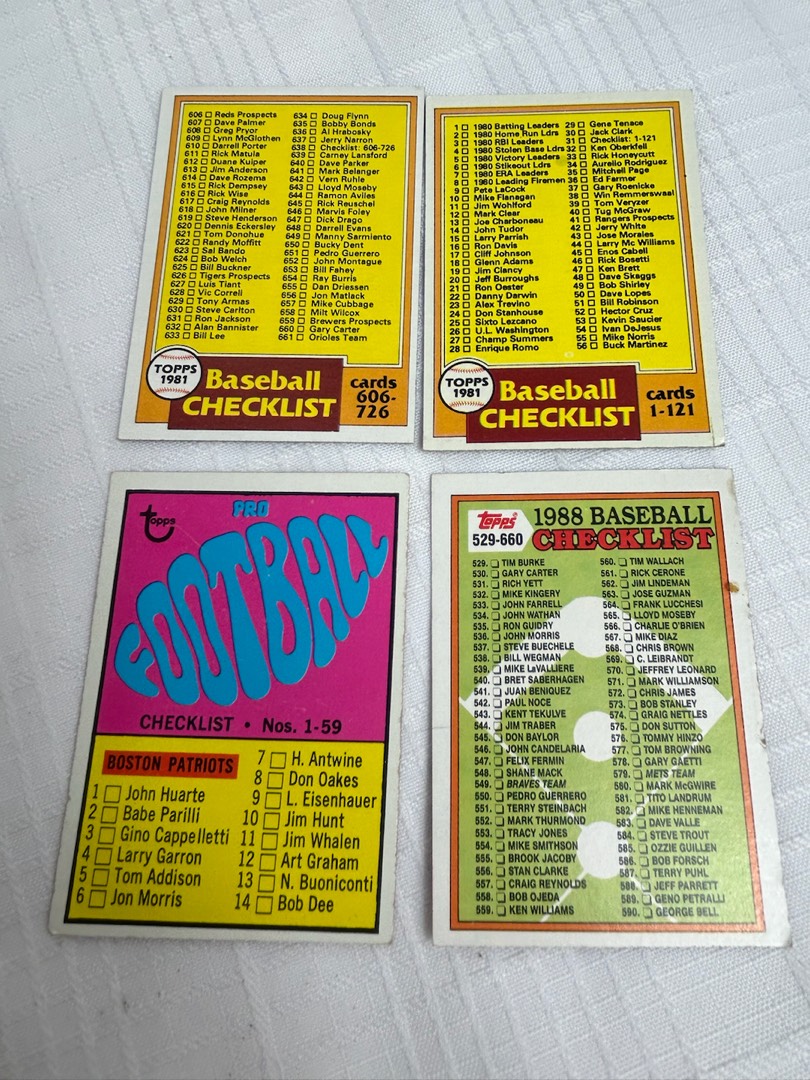 606 Reds Prospects
607 Dave Palmer
608 Greg Pryor
609 Lynn McGlothen
610 Darrell Porter
611 Rick Matula
612 Duane Kuiper
613 Jim Anderson
614 Dave Rozema
615 Rick Dempsey
616 Rick Wise
617 Craig Reynolds
618 John Milner
619 Steve Henderson
620 Dennis Eckersley
621 Tom Donohue
622 Randy Moffitt
623 Sal Bando
624 Bob Welch
625 Bill Buckner
626 Tigers Prospects
627 Luis Tiant
628 Vic Correll
629 Tony Armas
630 Steve Carlton
631 Ron Jackson
632 Alan Bannister
633 Bill Lee
634 Doug Flynn
635 Bobby Bonds
636 Al Hrabosky
637 Jerry Narron
638 Checklist: 606-726
639 Carney Lansford
640 Dave Parker
641 Mark Belanger
642 Vern Ruhle
643 Lloyd Moseby
644 Ramon Aviles
645 Rick Reuschel
646 Marvis Foley
647 Dick Drago
648 Darrell Evans
649 Manny Sarmiento
650 Bucky Dent
651 Pedro Guerrero
652 John Montague
653 Bill Fahey
654 Ray Burris
655 Dan Driessen
656 Jon Matlack
657 Mike Cubbage
658 Milt Wilcox
659 Brewers Prospects
660 Gary Carter
661 Orioles Team
TOPPS
1981
Baseball
CHECKLIST
cards
606-
726
1 1980 Batting Leaders
2 1980 Home Run Ldrs
3 1980 RBI Leaders
4 1980 Stolen Base Ldrs
5 1980 Victory Leaders
6 1980 Stikeout Ldrs
7 1980 ERA Leaders
8 1980 Leading Firemen
9 Pete LaCock
10 Mike Flanagan
11 Jim Wohlford
12 Mark Clear
13 Joe Charboneau
14 John Tudor
15 Larry Parrish
16 Ron Davis
17 Cliff Johnson
18 Glenn Adams
19 Jim Clancy
20 Jeff Burroughs
21 Ron Oester
22 Danny Darwin
23 Alex Trevino
24 Don Stanhouse
25 Sixto Lezcano
26 U.L. Washington
27 Champ Summers
28 Enrique Romo
29 Gene Tenace
30 Jack Clark
31 Checklist: 1-121
32 Ken Oberkfell
33 Rick Honeycutt
34 Aurelio Rodriguez
35 Mitchell Page
36 Ed Farmer
37 Gary Roenicke
38 Win Remmerswaal
39 Tom Veryzer
40 Tug McGraw
41 Rangers Prospects
42 Jerry White
43 Jose Morales
44 Larry Mc Williams
45 Enos Cabell
46 Rick Bosetti
47 Ken Brett
48 Dave Skaggs
49 Bob Shirley
50 Dave Lopes
51 Bill Robinson
52 Hector Cruz
53 Kevin Saucier
54 Ivan DeJesus
55 Mike Norris
56 Buck Martinez
TOPPS
1981
Baseball
CHECKLIST
cards
1-121
Topps
PRO
FOOTBALL
CHECKLIST • Nos. 1-59
BOSTON PATRIOTS
1 John Huarte
2 Babe Parilli
3 Gino Cappelletti
4 Larry Garron
5 Tom Addison
6 Jon Morris
7 H. Antwine
8 Don Oakes
9 L. Eisenhauer
10 Jim Hunt
11 Jim Whalen
12 Art Graham
13 N. Buoniconti
14 Bob Dee
Topps
529-660
1988 BASEBALL
CHECKLIST
529. TIM BURKE
530. GARY CARTER
531. RICH YETT
532. MIKE KINGERY
533. JOHN FARRELL
534. JOHN WATHAN
535. RON GUIDRY
536. JOHN MORRIS
537. STEVE BUECHELE
538. BILL WEGMAN
539. MIKE LaVALLIERE
540. BRET SABERHAGEN
541. JUAN BENIQUEZ
542. PAUL NOCE
543. KENT TEKULVE
544. JIM TRABER
545. DON BAYLOR
546. JOHN CANDELARIA
547. FELIX FERMIN
548. SHANE MACK
549. BRAVES TEAM
550. PEDRO GUERRERO
551. TERRY STEINBACH
552. MARK THURMOND
553. TRACY JONES
554. MIKE SMITHSON
555. BROOK JACOBY
556. STAN CLARKE
557. CRAIG REYNOLDS
558. BOB OJEDA
559. KEN WILLIAMS
560. TIM WALLACH
561. RICK CERONE
562. JIM LINDEMAN
563. JOSE GUZMAN
564. FRANK LUCCHESI
565. LLOYD MOSEBY
566. CHARLIE O'BRIEN
567. MIKE DIAZ
568. CHRIS BROWN
569. C. LEIBRANDT
570. JEFFREY LEONARD
571. MARK WILLIAMSON
572. CHRIS JAMES
573. BOB STANLEY
574. GRAIG NETTLES
575. DON SUTTON
576. TOMMY HINZO
577. TOM BROWNING
578. GARY GAETTI
579. METS TEAM
580. MARK McGWIRE
581. TITO LANDRUM
582. MIKE HENNEMAN
583. DAVE VALLE
584. STEVE TROUT
585. OZZIE GUILLEN
586. BOB FORSCH
587. TERRY PUHL
588. JEFF PARRETT
589. GENO PETRALLI
590. GEORGE BELL